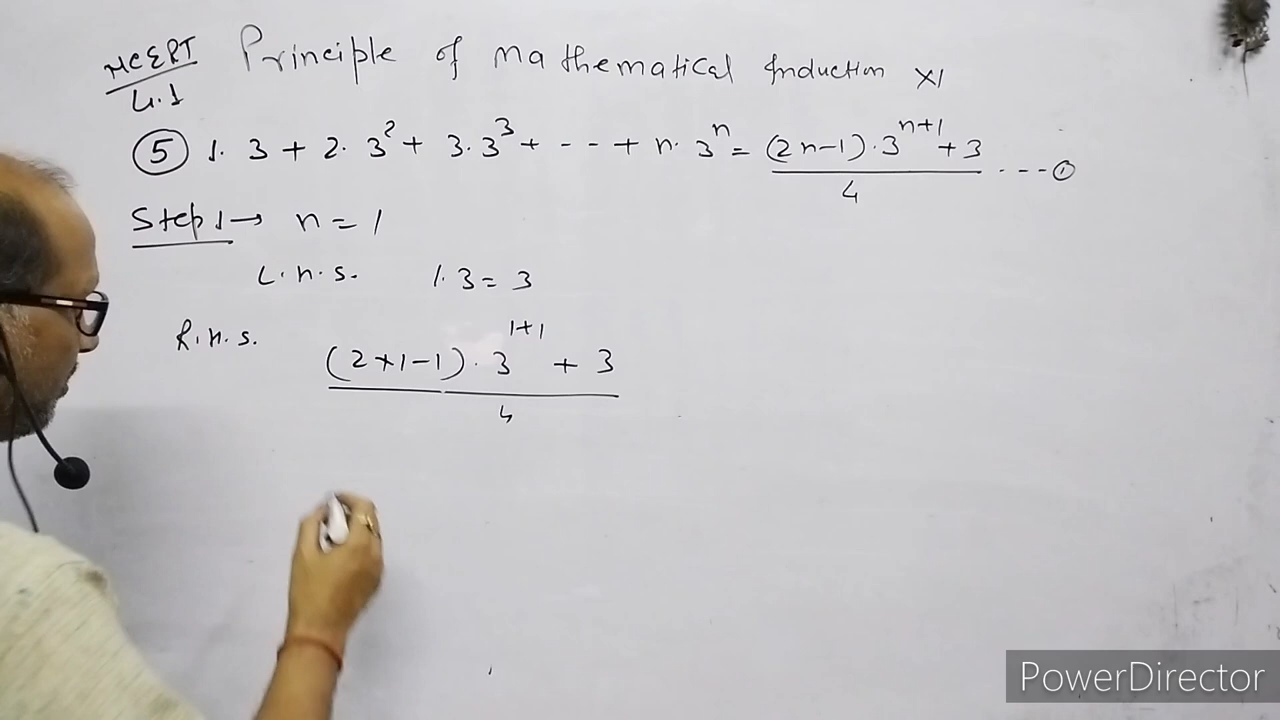 NCERT Principle of Mathematical Induction XI
4.1
⑤ 1. 3 + 2. 3² + 3. 3³ + - - - + n. 3ⁿ = (2n-1). 3ⁿ⁺¹ + 3 / 4 - - - ①
Step 1 → n = 1
L.H.S. 1. 3 = 3
R.H.S. (2×1-1). 3¹⁺¹ + 3 / 4
PowerDirector